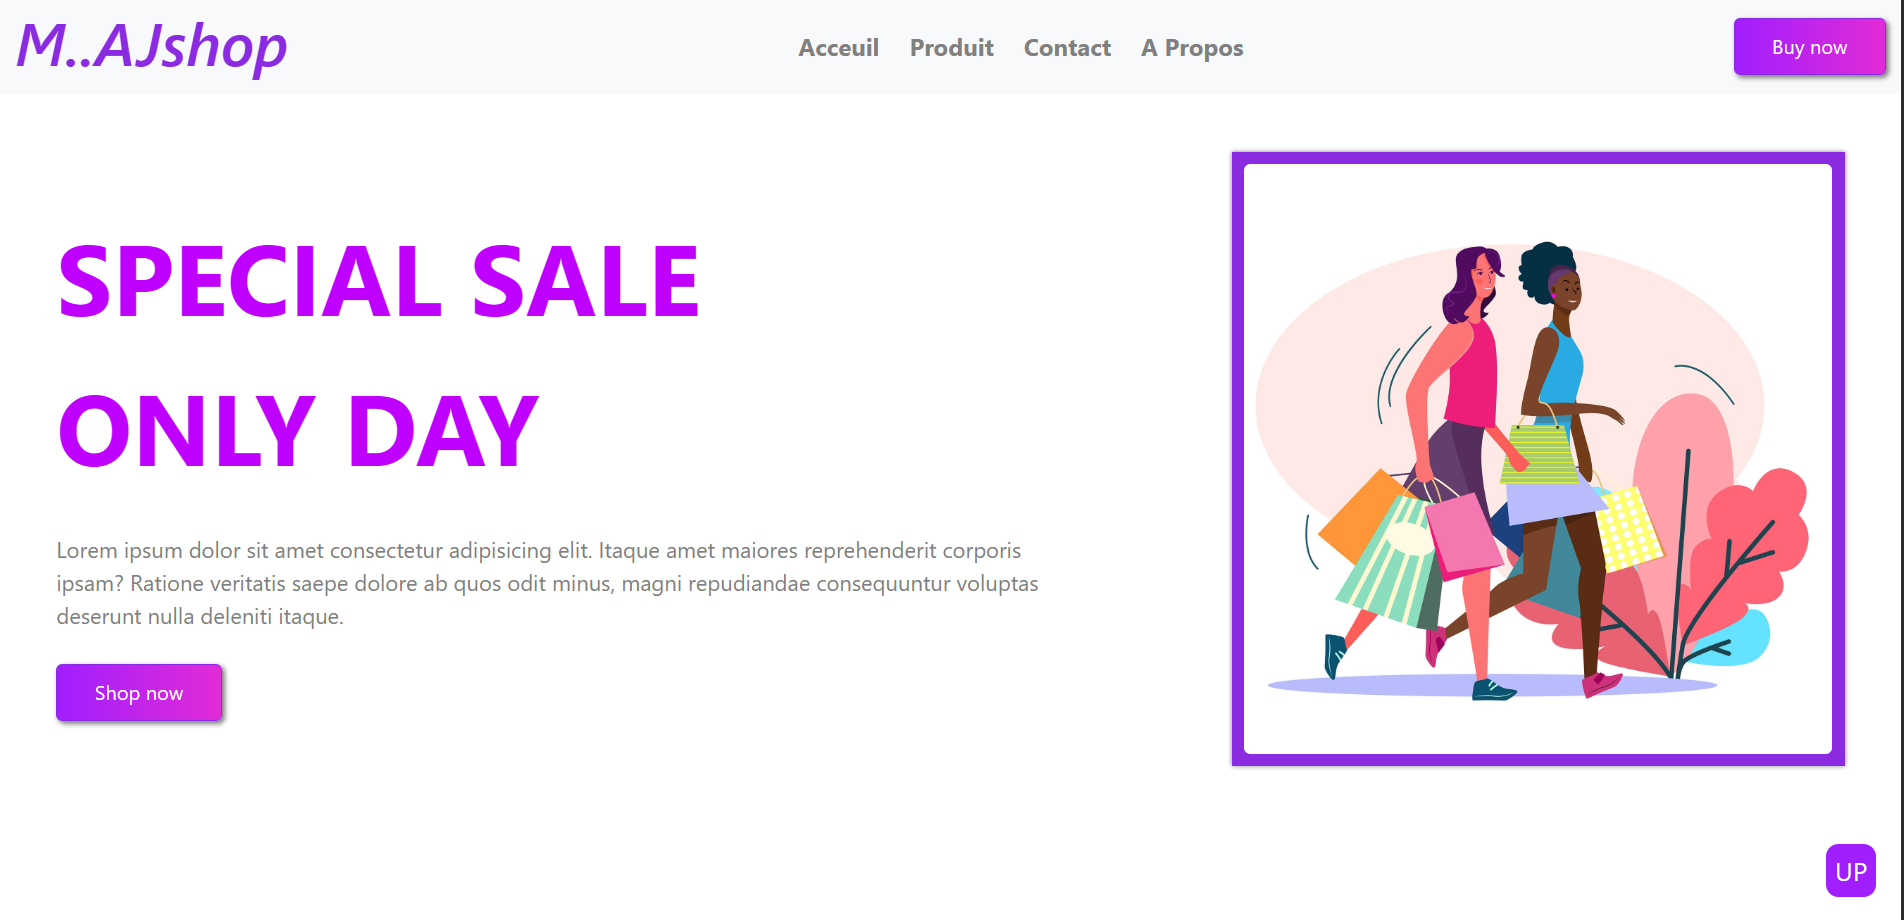 M..AJshop
Acceuil Produit Contact A Propos
Buy now
SPECIAL SALE
ONLY DAY
Lorem ipsum dolor sit amet consectetur adipisicing elit. Itaque amet maiores reprehenderit corporis
ipsam? Ratione veritatis saepe dolore ab quos odit minus, magni repudiandae consequuntur voluptas
deserunt nulla deleniti itaque.
Shop now
UP